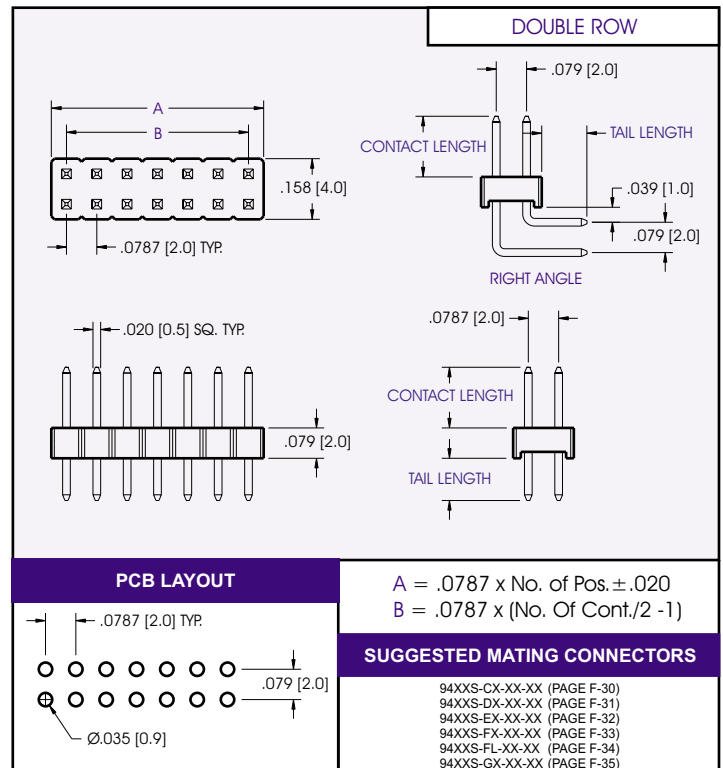 DOUBLE ROW
A
B
.158 [4.0]
.0787 [2.0] TYP.
.079 [2.0]
CONTACT LENGTH
TAIL LENGTH
.039 [1.0]
.079 [2.0]
RIGHT ANGLE
.020 [0.5] SQ. TYP.
.079 [2.0]
.0787 [2.0]
CONTACT LENGTH
TAIL LENGTH
PCB LAYOUT
.0787 [2.0] TYP.
.079 [2.0]
Ø.035 [0.9]
A = .0787 x No. of Pos.±.020
B = .0787 x (No. Of Cont./2 -1)
SUGGESTED MATING CONNECTORS
94XXS-CX-XX-XX (PAGE F-30)
94XXS-DX-XX-XX (PAGE F-31)
94XXS-EX-XX-XX (PAGE F-32)
94XXS-FX-XX-XX (PAGE F-33)
94XXS-FL-XX-XX (PAGE F-34)
94XXS-GX-XX-XX (PAGE F-35)